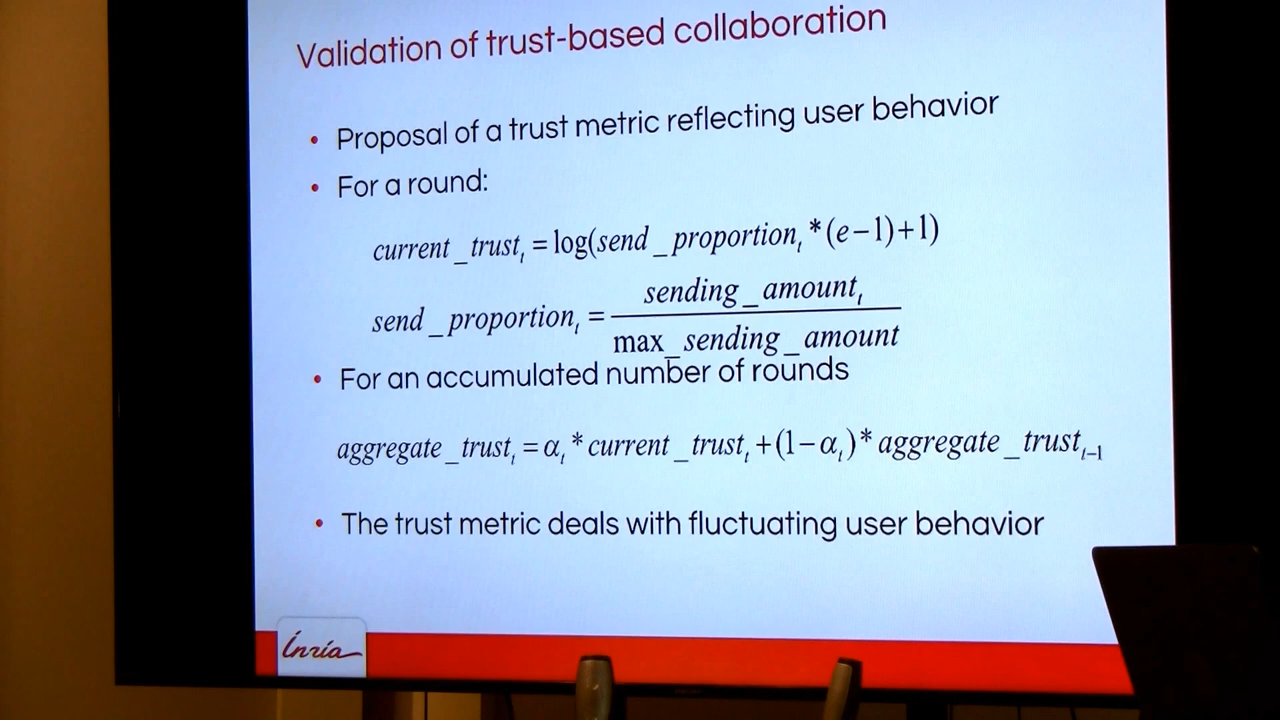 Validation of trust-based collaboration
• Proposal of a trust metric reflecting user behavior
• For a round:
current_trust_t = log(send_proportion_t * (e−1)+1)
send_proportion_t = sending_amount_t / max_sending_amount
• For an accumulated number of rounds
aggregate_trust_t = α_t * current_trust_t + (1−α_t) * aggregate_trust_{t−1}
• The trust metric deals with fluctuating user behavior
Inria